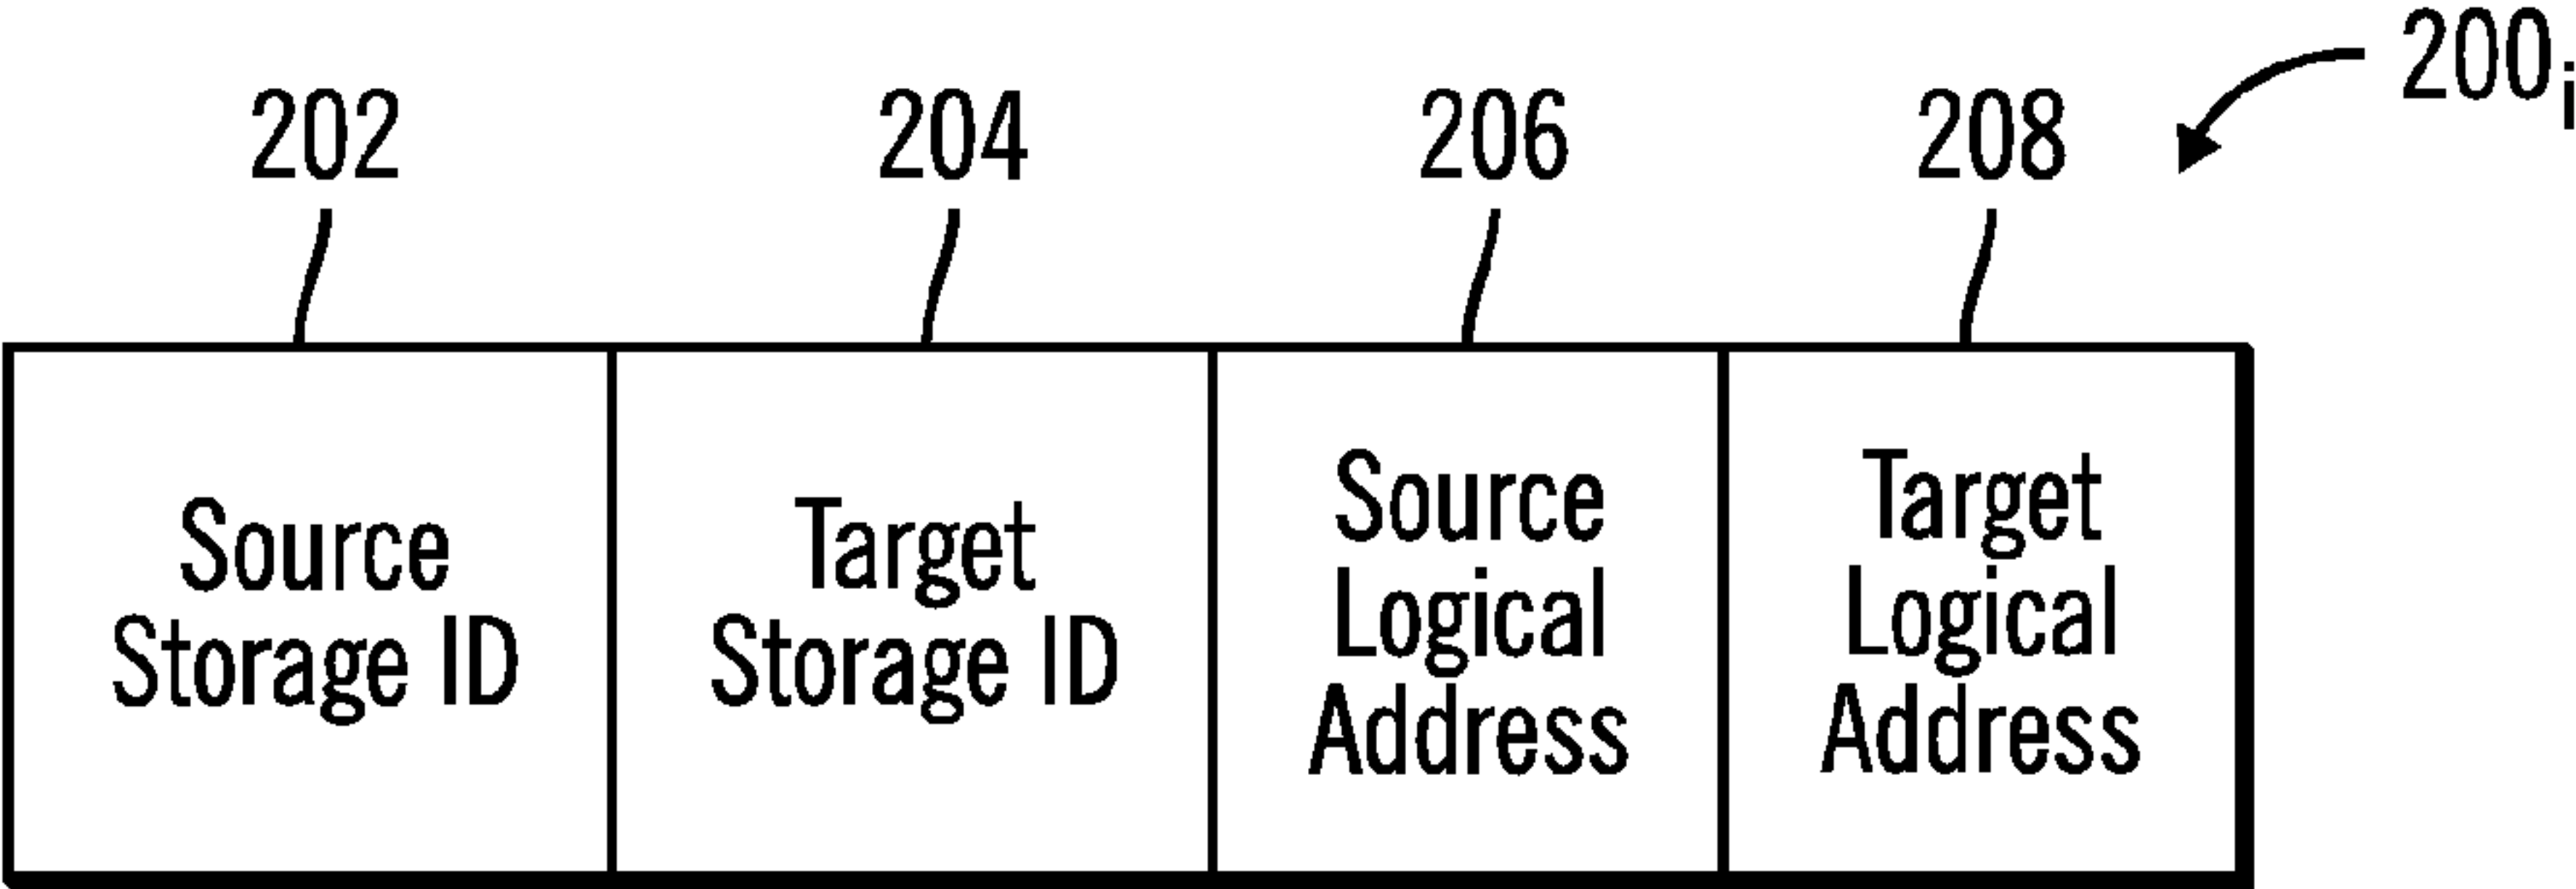 200i
202 204 206 208
Source
Storage ID
Target
Storage ID
Source
Logical
Address
Target
Logical
Address